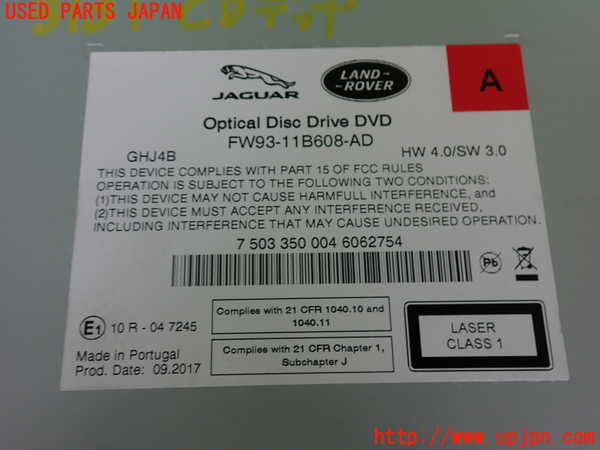 USED PARTS JAPAN
JAGUAR
LAND-
ROVER
A
Optical Disc Drive DVD
FW93-11B608-AD
GHJ4B
HW 4.0/SW 3.0
THIS DEVICE COMPLIES WITH PART 15 OF FCC RULES
OPERATION IS SUBJECT TO THE FOLLOWING TWO CONDITIONS:
(1)THIS DEVICE MAY NOT CAUSE HARMFULL INTERFERENCE, and
(2)THIS DEVICE MUST ACCEPT ANY INTERFERENCE RECEIVED,
INCLUDING INTERFERENCE THAT MAY CAUSE UNDESIRED OPERATION.
7 503 350 004 6062754
Pb
E1 10 R - 04 7245
Complies with 21 CFR 1040.10 and
1040.11
Made in Portugal
Prod. Date: 09.2017
Complies with 21 CFR Chapter 1,
Subchapter J
LASER
CLASS 1
http://www.upjpn.com/